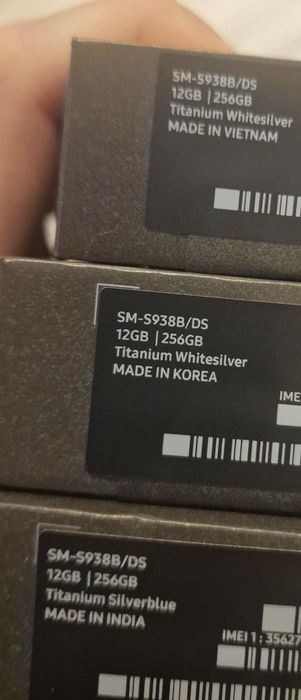 SM-S938B/DS
12GB | 256GB
Titanium Whitesilver
MADE IN VIETNAM
SM-S938B/DS
12GB | 256GB
Titanium Whitesilver
MADE IN KOREA
IMEI
SM-S938B/DS
12GB | 256GB
Titanium Silverblue
MADE IN INDIA
IMEI 1 : 35627